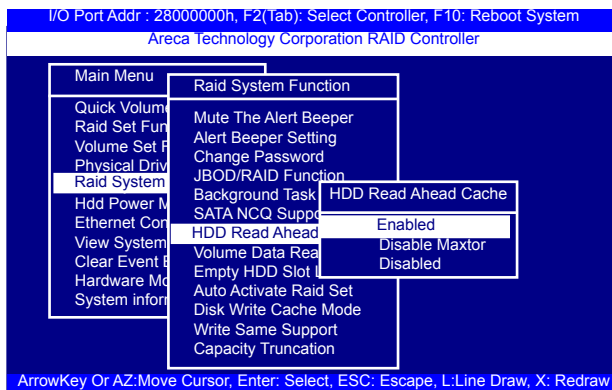 I/O Port Addr : 28000000h, F2(Tab): Select Controller, F10: Reboot System
Areca Technology Corporation RAID Controller
Main Menu
Quick Volume
Raid Set Fun
Volume Set F
Physical Driv
Raid System
Hdd Power M
Ethernet Con
View System
Clear Event B
Hardware Mo
System inform
Raid System Function
Mute The Alert Beeper
Alert Beeper Setting
Change Password
JBOD/RAID Function
Background Task
SATA NCQ Suppo
HDD Read Ahead
Volume Data Rea
Empty HDD Slot L
Auto Activate Raid Set
Disk Write Cache Mode
Write Same Support
Capacity Truncation
HDD Read Ahead Cache
Enabled
Disable Maxtor
Disabled
ArrowKey Or AZ:Move Cursor, Enter: Select, ESC: Escape, L:Line Draw, X: Redraw